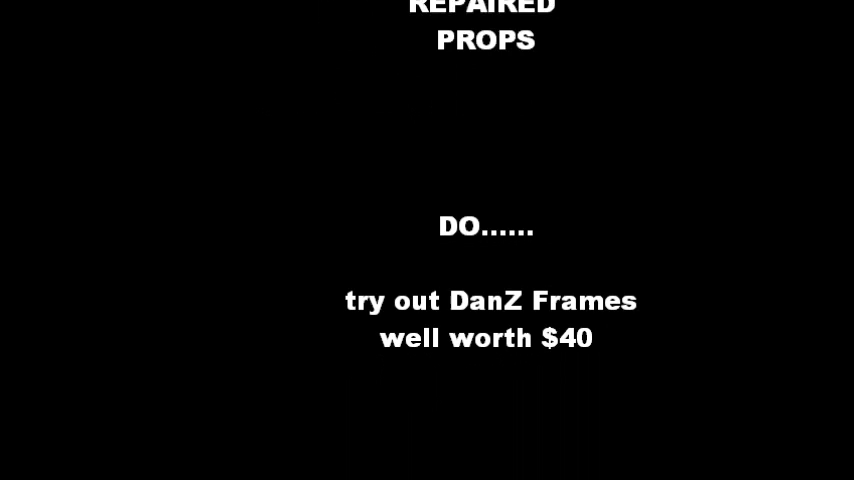 REPAIRED
PROPS
DO......
try out DanZ Frames
well worth $40